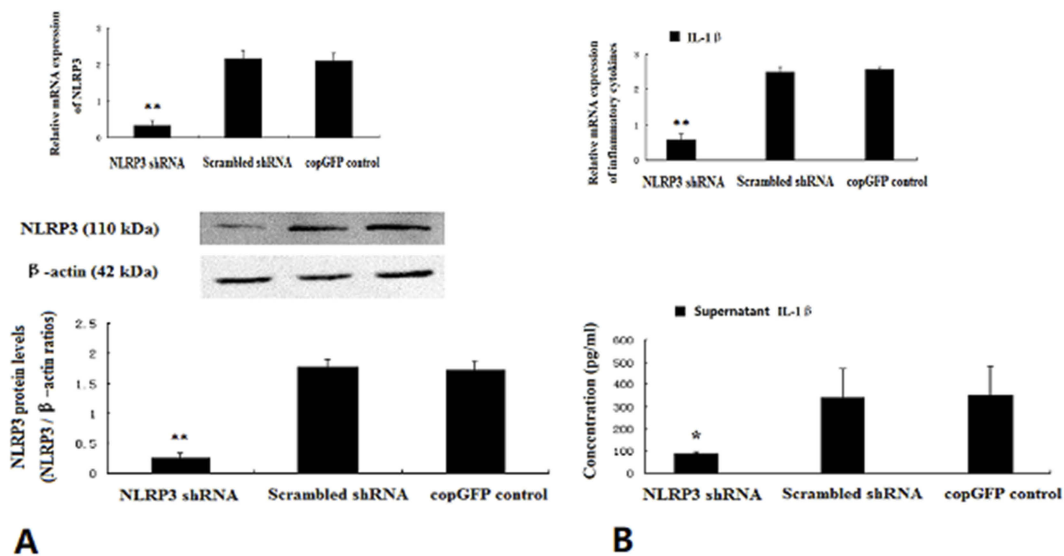 Relative mRNA expression
of NLRP3
3
2
1
0
**
NLRP3 shRNA
Scrambled shRNA
copGFP control
NLRP3 (110 kDa)
β-actin (42 kDa)
NLRP3 protein levels
(NLRP3 / β-actin ratios)
2.5
2
1.5
1
0.5
0
**
NLRP3 shRNA
Scrambled shRNA
copGFP control
A
IL-1β
Relative mRNA expression
of inflammatory cytokines
3
2
1
0
**
NLRP3 shRNA
Scrambled shRNA
copGFP control
Supernatant IL-1β
Concentration (pg/ml)
600
500
400
300
200
100
0
*
NLRP3 shRNA
Scrambled shRNA
copGFP control
B